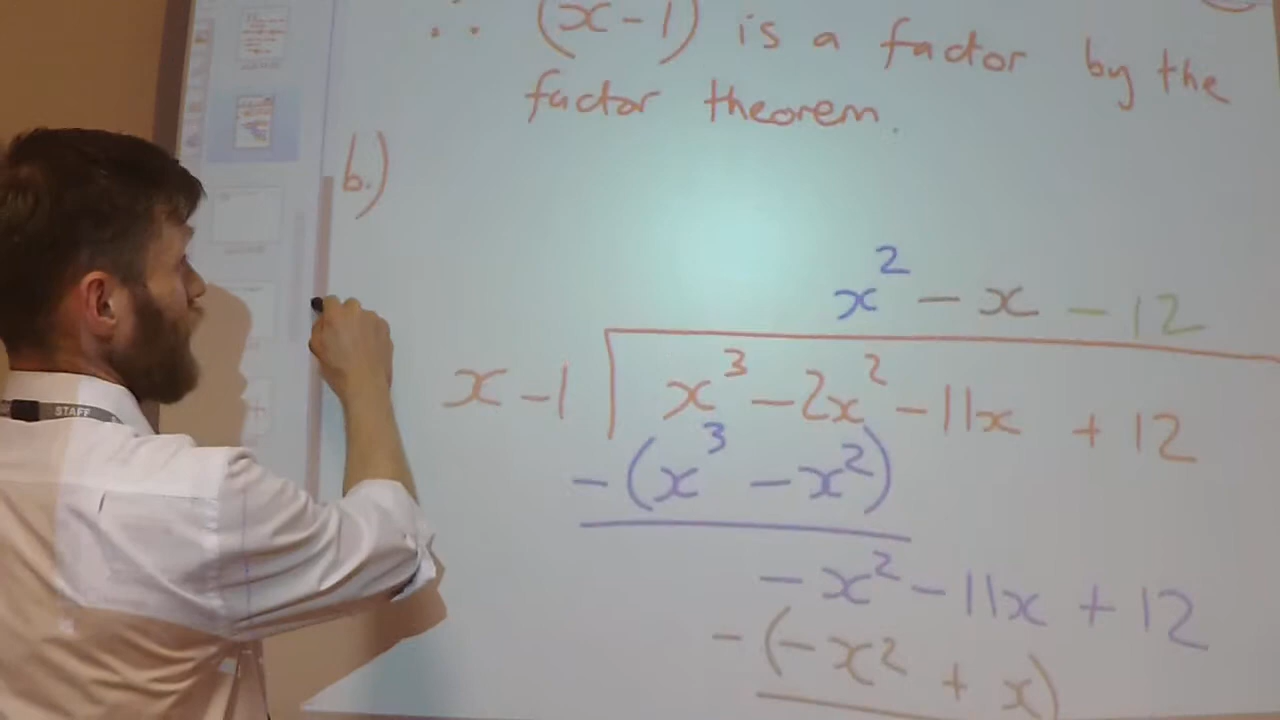 ∴ (x-1) is a factor by the
factor theorem.
b.)
x² - x - 12
x - 1 x³ - 2x² - 11x + 12
- (x³ - x²)
- x² - 11x + 12
- (- x² + x)
STAFF